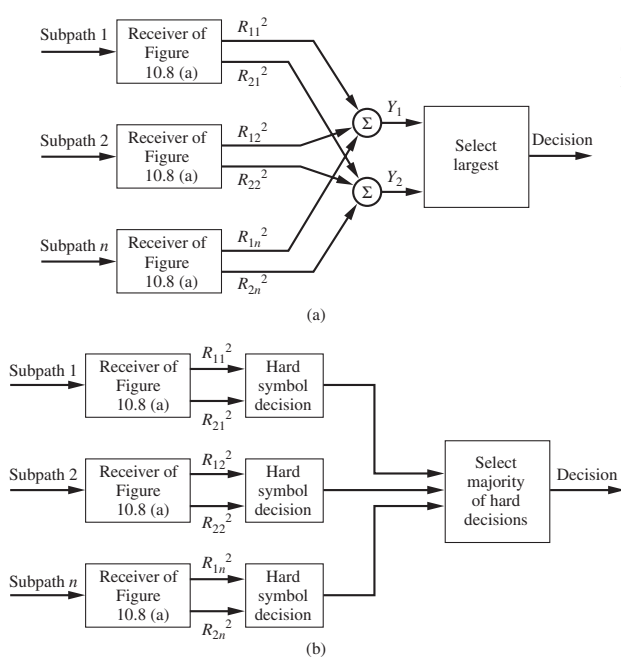 Subpath 1
Receiver of
Figure
10.8 (a)
R₁₁²
R₂₁²
Subpath 2
Receiver of
Figure
10.8 (a)
R₁₂²
R₂₂²
Subpath n
Receiver of
Figure
10.8 (a)
R₁ₙ²
R₂ₙ²
Σ
Y₁
Σ
Y₂
Select
largest
Decision
(a)
Subpath 1
Receiver of
Figure
10.8 (a)
R₁₁²
R₂₁²
Hard
symbol
decision
Subpath 2
Receiver of
Figure
10.8 (a)
R₁₂²
R₂₂²
Hard
symbol
decision
Subpath n
Receiver of
Figure
10.8 (a)
R₁ₙ²
R₂ₙ²
Hard
symbol
decision
Select
majority
of hard
decisions
Decision
(b)